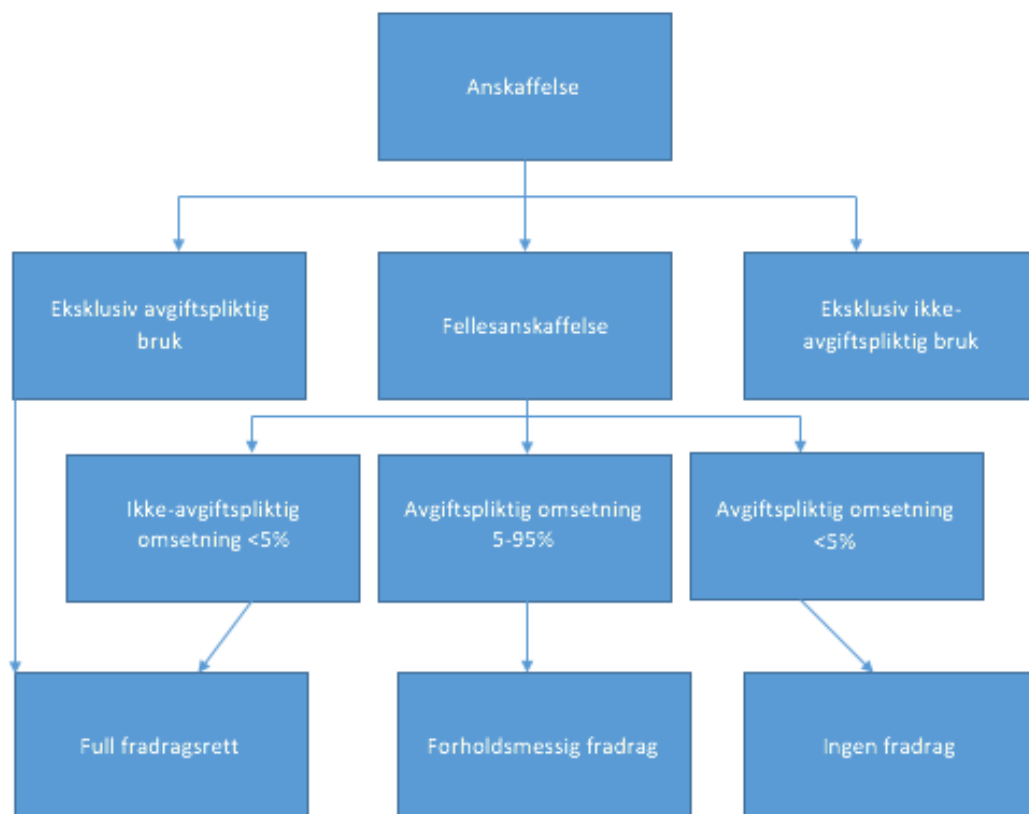 Anskaffelse
Eksklusiv avgiftspliktig
bruk
Fellesanskaffelse
Eksklusiv ikke-
avgiftspliktig bruk
Ikke-avgiftspliktig
omsetning <5%
Avgiftspliktig omsetning
5-95%
Avgiftspliktig omsetning
<5%
Full fradragsrett
Forholdsmessig fradrag
Ingen fradrag